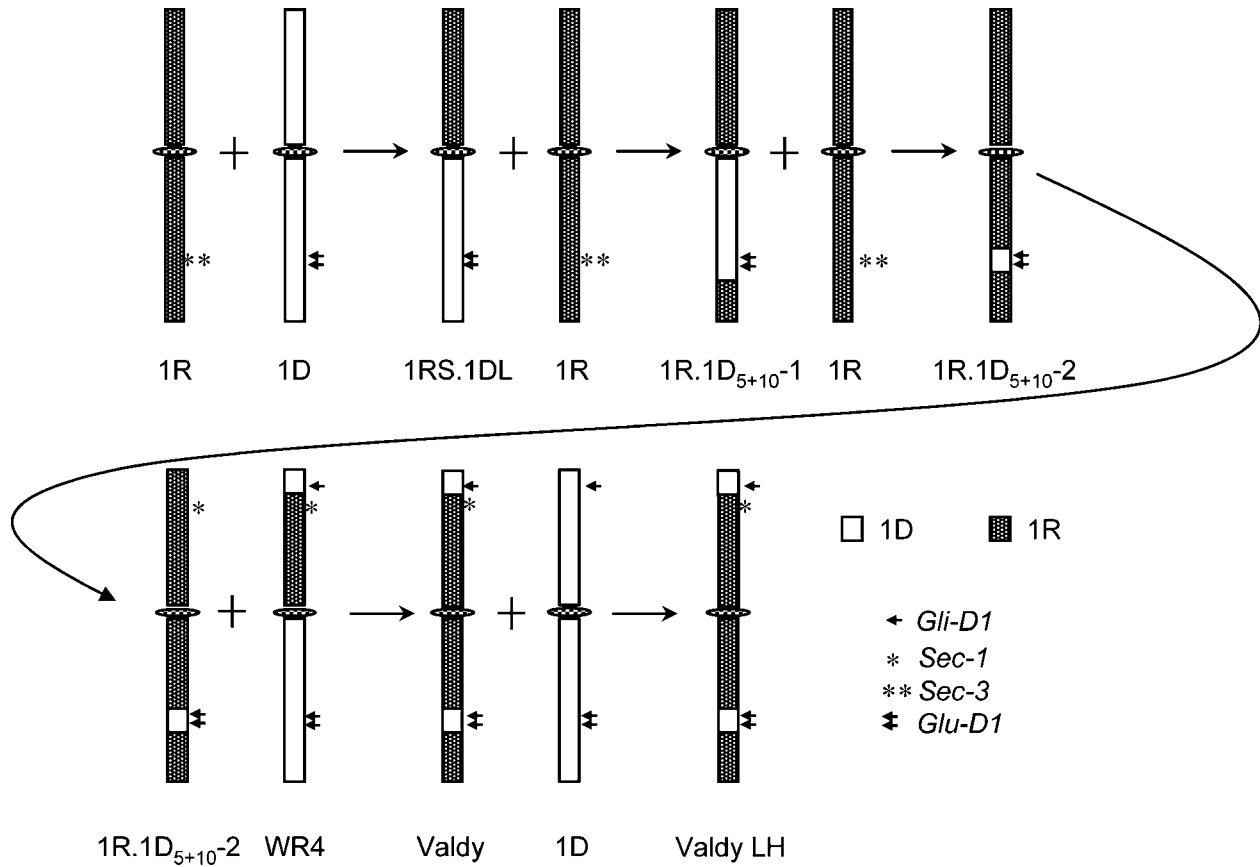 + + +
** ** **
1R 1D 1RS.1DL 1R 1R.1D5+10-1 1R 1R.1D5+10-2
1D 1R
* * * *
+ +
Gli-D1
* Sec-1
** Sec-3
Glu-D1
1R.1D5+10-2 WR4 Valdy 1D Valdy LH